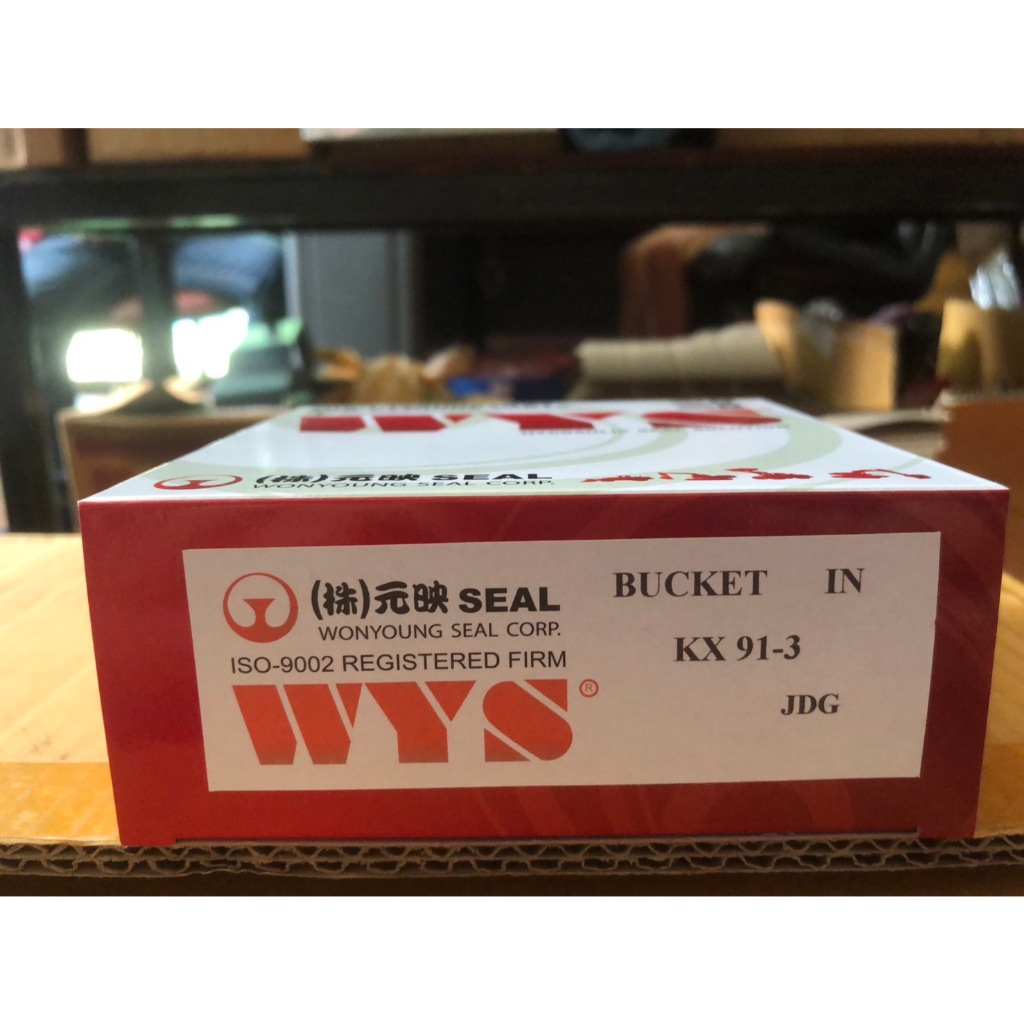 WYS
(株)元映 SEAL
WONYOUNG SEAL CORP.
(株)元映 SEAL
WONYOUNG SEAL CORP.
ISO-9002 REGISTERED FIRM
WYS®
BUCKET IN
KX 91-3
JDG